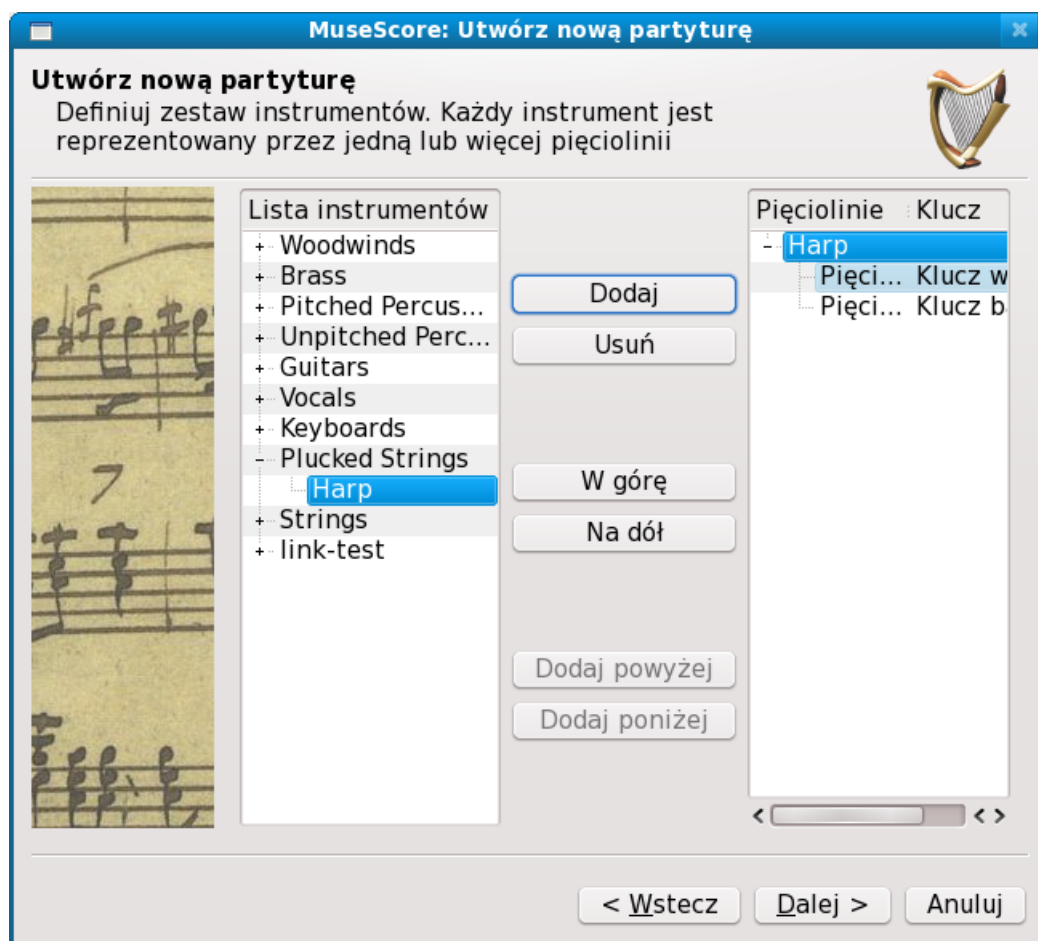 MuseScore: Utwórz nową partyturę
Utwórz nową partyturę
Definiuj zestaw instrumentów. Każdy instrument jest
reprezentowany przez jedną lub więcej pięciolinii
Lista instrumentów
Woodwinds
Brass
Pitched Percus...
Unpitched Perc...
Guitars
Vocals
Keyboards
Plucked Strings
Harp
Strings
link-test
Dodaj
Usuń
W górę
Na dół
Dodaj powyżej
Dodaj poniżej
Pięciolinie Klucz
Harp
Pięci... Klucz w
Pięci... Klucz b
< Wstecz
Dalej >
Anuluj